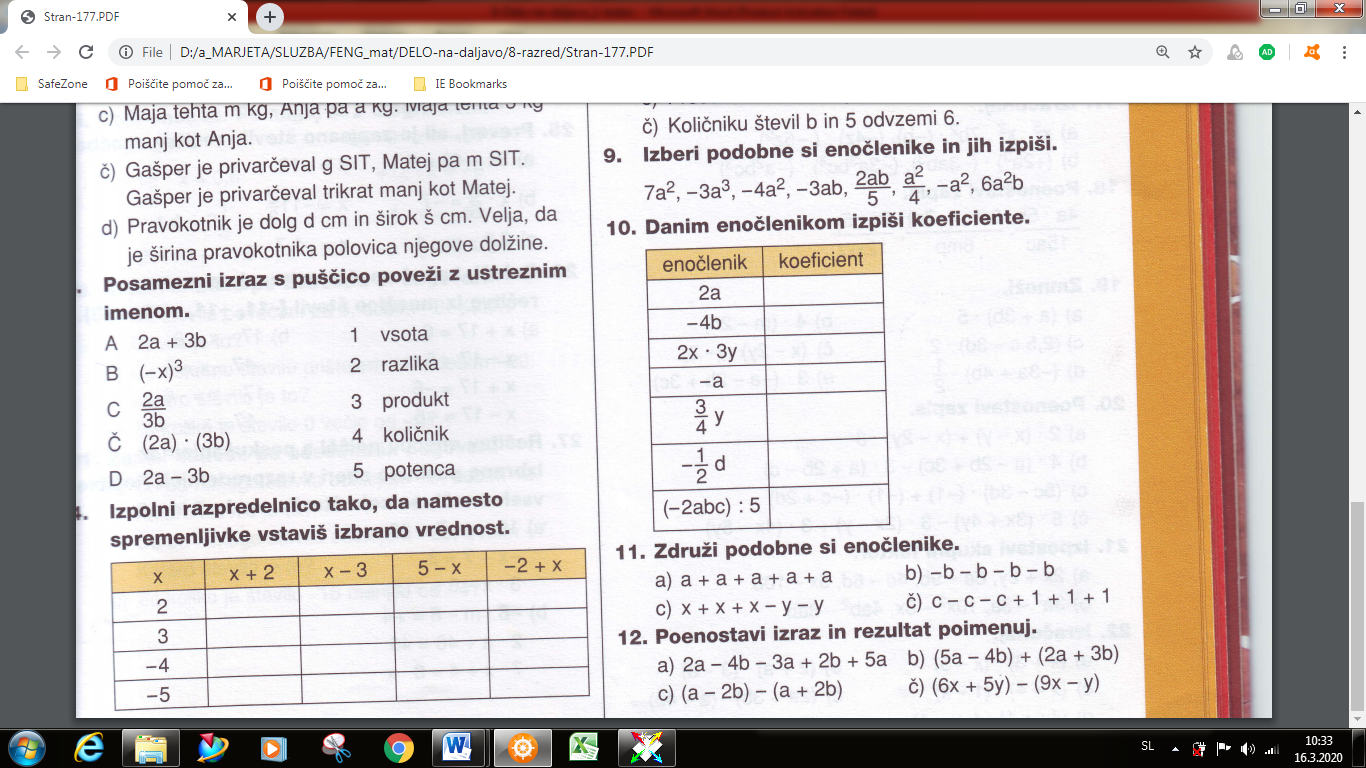 Stran-177.PDF
File | D:/a_MARJETA/SLUZBA/FENG_mat/DELO-na-daljavo/8-razred/Stran-177.PDF
SafeZone
Poiščite pomoč za...
Poiščite pomoč za...
IE Bookmarks
c) Maja tehta m kg, Anja pa a kg. Maja tehta 5 kg
manj kot Anja.
č) Gašper je privarčeval g SIT, Matej pa m SIT.
Gašper je privarčeval trikrat manj kot Matej.
d) Pravokotnik je dolg d cm in širok š cm. Velja, da
je širina pravokotnika polovica njegove dolžine.
Posamezni izraz s puščico poveži z ustreznim
imenom.
A 2a + 3b 1 vsota
B (−x)³ 2 razlika
C 2a/3b 3 produkt
Č (2a) · (3b) 4 količnik
D 2a − 3b 5 potenca
4. Izpolni razpredelnico tako, da namesto
spremenljivke vstaviš izbrano vrednost.
x x + 2 x − 3 5 − x −2 + x
2
3
−4
−5
č) Količniku števil b in 5 odvzemi 6.
9. Izberi podobne si enočlenike in jih izpiši.
7a², −3a³, −4a², −3ab, 2ab/5, a²/4, −a², 6a²b
10. Danim enočlenikom izpiši koeficiente.
enočlenik koeficient
2a
−4b
2x · 3y
−a
3/4 y
−1/2 d
(−2abc) : 5
11. Združi podobne si enočlenike.
a) a + a + a + a + a b) −b − b − b − b
c) x + x + x − y − y č) c − c − c + 1 + 1 + 1
12. Poenostavi izraz in rezultat poimenuj.
a) 2a − 4b − 3a + 2b + 5a b) (5a − 4b) + (2a + 3b)
c) (a − 2b) − (a + 2b) č) (6x + 5y) − (9x − y)
SL
10:33
16.3.2020